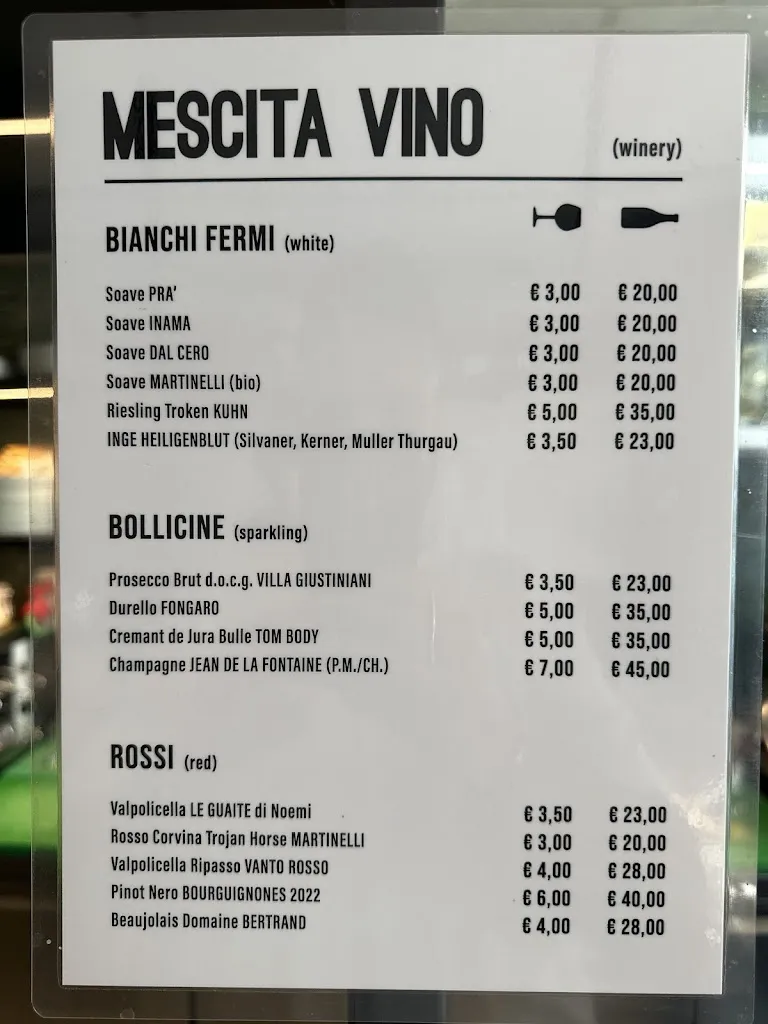 MESCITA VINO (winery)
BIANCHI FERMI (white)
Soave PRA' € 3,00 € 20,00
Soave INAMA € 3,00 € 20,00
Soave DAL CERO € 3,00 € 20,00
Soave MARTINELLI (bio) € 3,00 € 20,00
Riesling Troken KUHN € 5,00 € 35,00
INGE HEILIGENBLUT (Silvaner, Kerner, Muller Thurgau) € 3,50 € 23,00
BOLLICINE (sparkling)
Prosecco Brut d.o.c.g. VILLA GIUSTINIANI € 3,50 € 23,00
Durello FONGARO € 5,00 € 35,00
Cremant de Jura Bulle TOM BODY € 5,00 € 35,00
Champagne JEAN DE LA FONTAINE (P.M./CH.) € 7,00 € 45,00
ROSSI (red)
Valpolicella LE GUAITE di Noemi € 3,50 € 23,00
Rosso Corvina Trojan Horse MARTINELLI € 3,00 € 20,00
Valpolicella Ripasso VANTO ROSSO € 4,00 € 28,00
Pinot Nero BOURGUIGNONES 2022 € 6,00 € 40,00
Beaujolais Domaine BERTRAND € 4,00 € 28,00